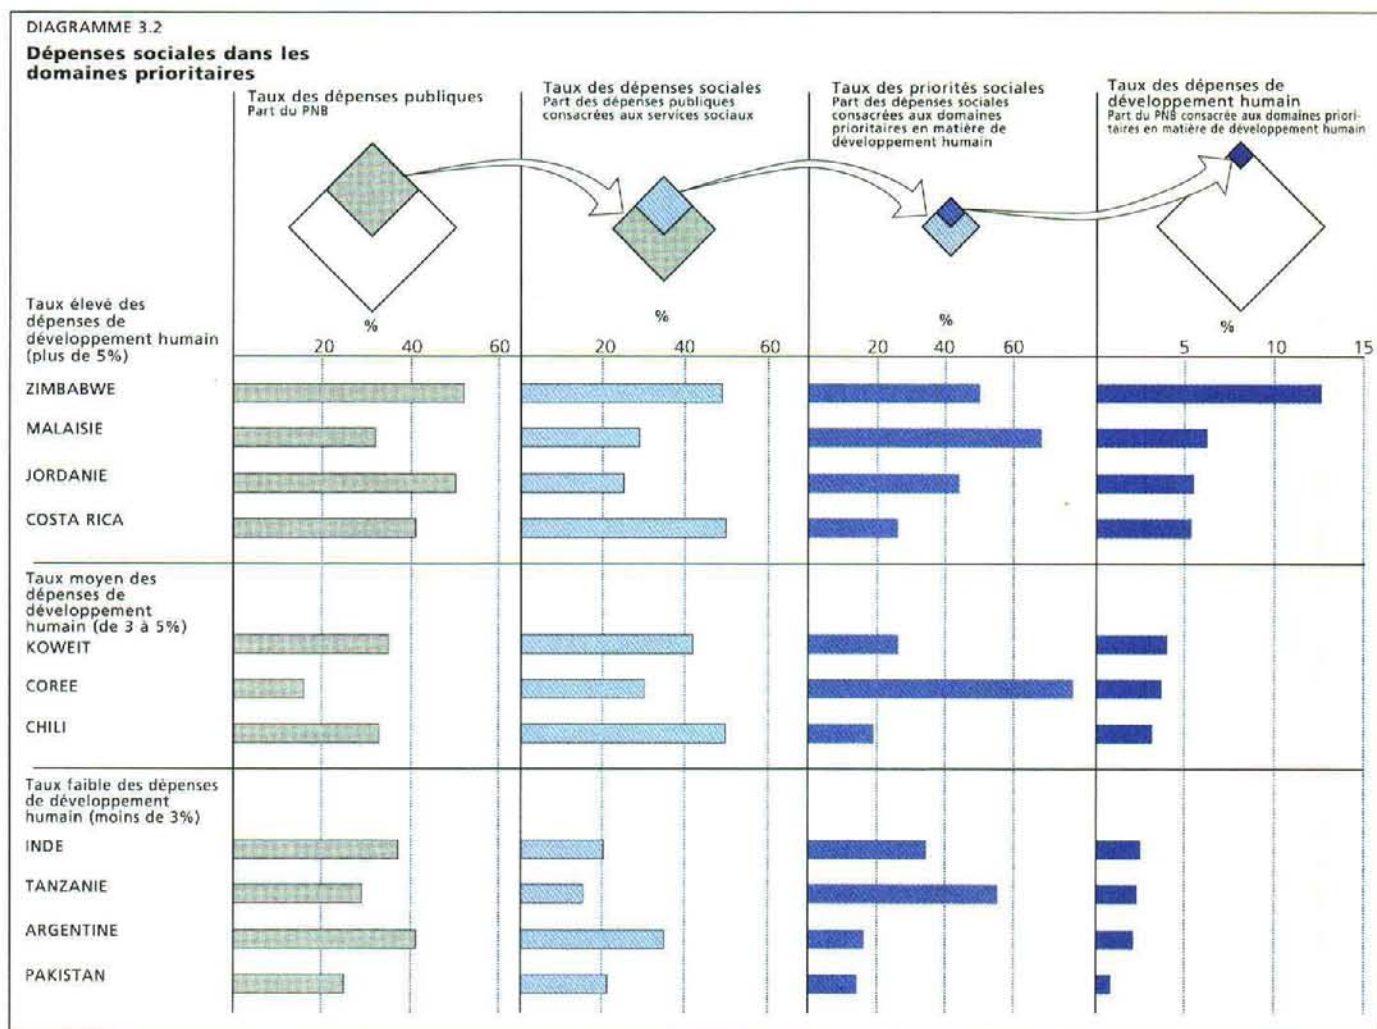 DIAGRAMME 3.2
Dépenses sociales dans les
domaines prioritaires
Taux des dépenses publiques
Part du PNB
Taux des dépenses sociales
Part des dépenses publiques
consacrées aux services sociaux
Taux des priorités sociales
Part des dépenses sociales
consacrées aux domaines
prioritaires en matière de
développement humain
Taux des dépenses de
développement humain
Part du PNB consacrée aux domaines priori-
taires en matière de développement humain
% % % %
Taux élevé des
dépenses de
développement humain
(plus de 5%)
20 40 60 20 40 60 20 40 60 5 10 15
ZIMBABWE
MALAISIE
JORDANIE
COSTA RICA
Taux moyen des
dépenses de
développement
humain (de 3 à 5%)
KOWEIT
COREE
CHILI
Taux faible des dépenses
de développement
humain (moins de 3%)
INDE
TANZANIE
ARGENTINE
PAKISTAN